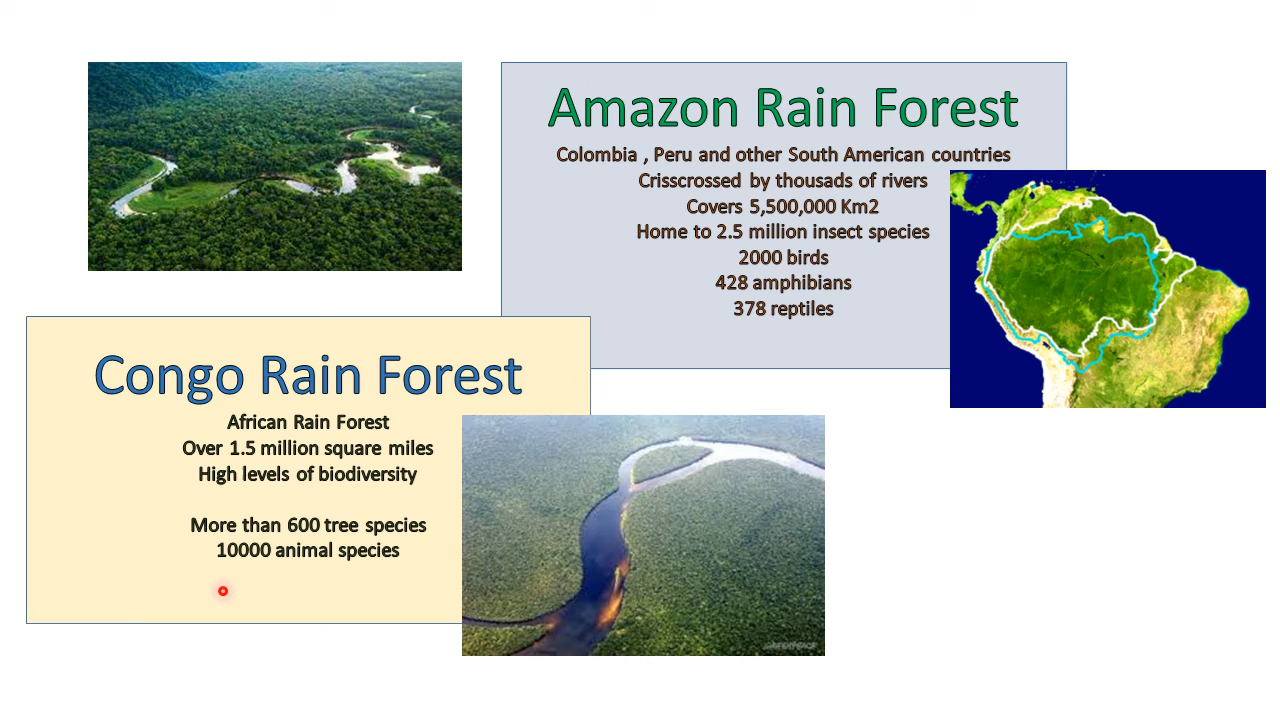 Amazon Rain Forest
Colombia , Peru and other South American countries
Crisscrossed by thousads of rivers
Covers 5,500,000 Km2
Home to 2.5 million insect species
2000 birds
428 amphibians
378 reptiles
Congo Rain Forest
African Rain Forest
Over 1.5 million square miles
High levels of biodiversity
More than 600 tree species
10000 animal species
GREENPEACE